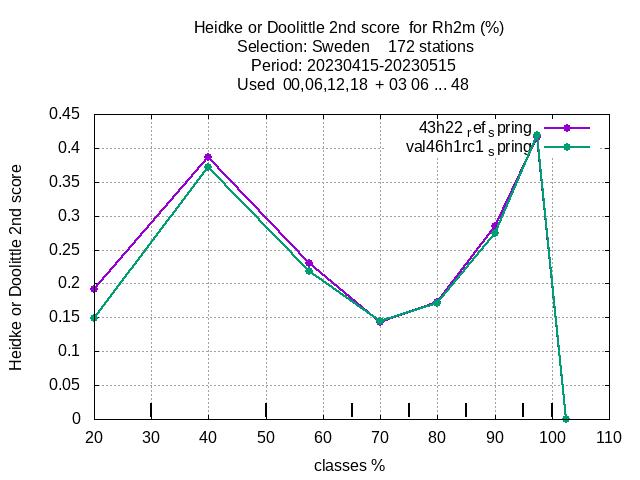 Heidke or Doolittle 2nd score  for Rh2m (%)
Selection: Sweden    172 stations
Period: 20230415-20230515
Used  00,06,12,18  + 03 06 ... 48
43h22 ref spring
val46h1rc1 spring
Heidke or Doolittle 2nd score
0.45
0.4
0.35
0.3
0.25
0.2
0.15
0.1
0.05
0
20 30 40 50 60 70 80 90 100 110
classes %